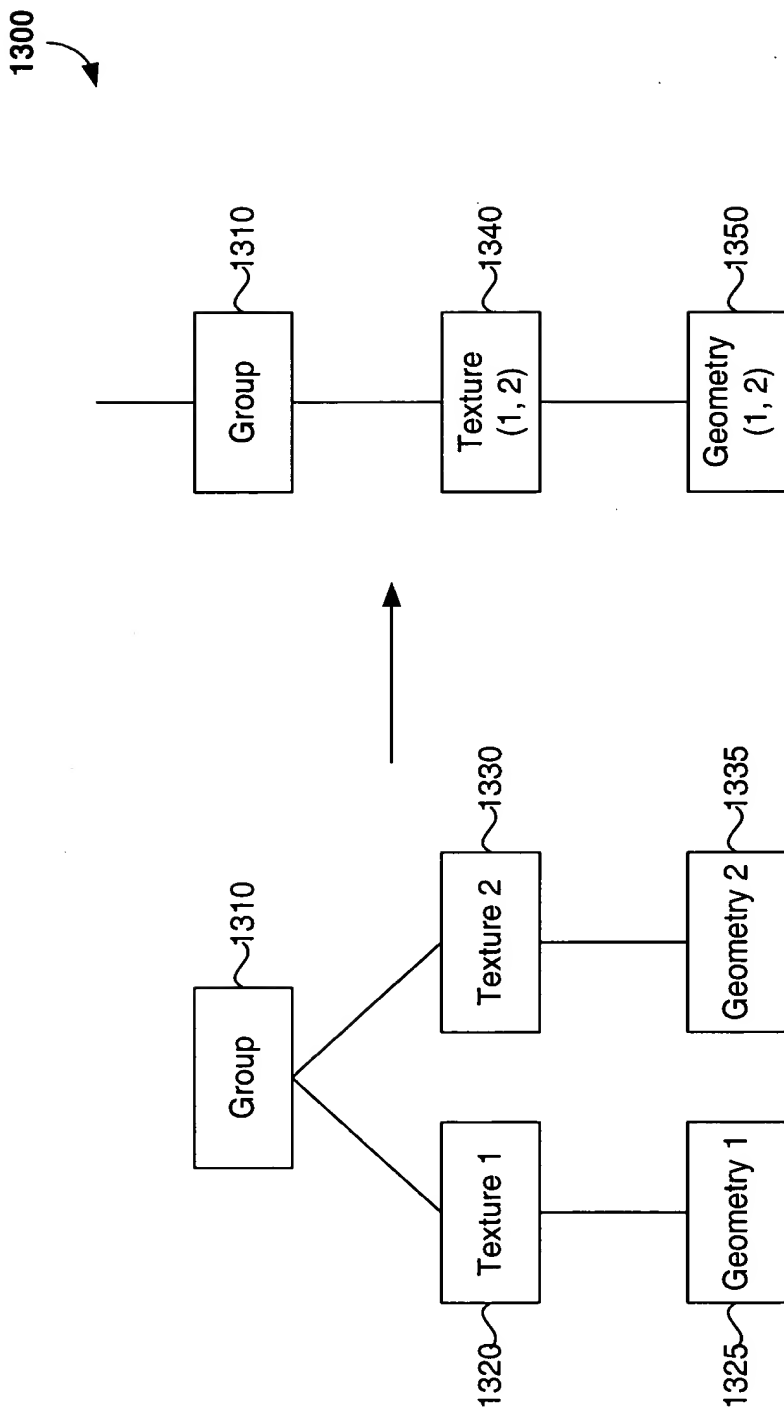 1300
Group
1310
Texture 1
1320
Texture 2
1330
Geometry 1
1325
Geometry 2
1335
Group
1310
Texture
(1, 2)
1340
Geometry
(1, 2)
1350